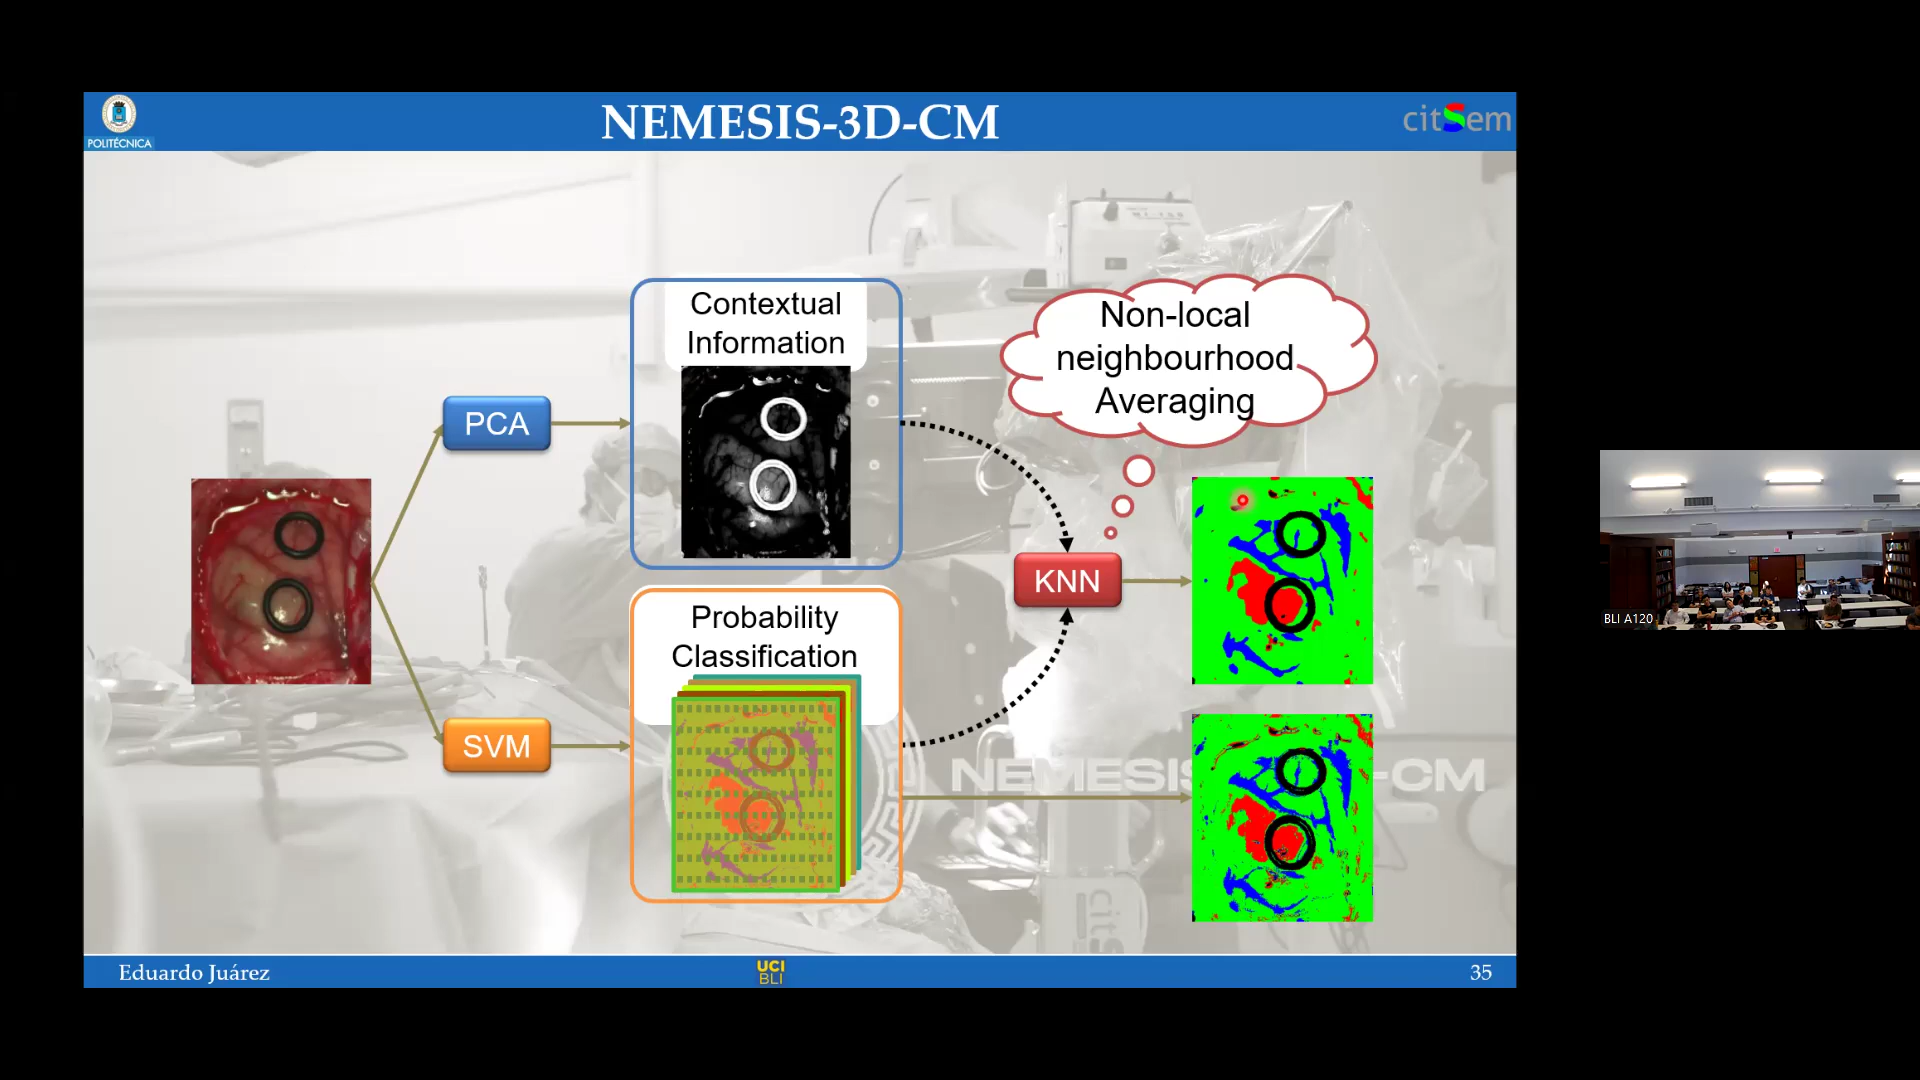 NEMESIS-3D-CM
POLITÉCNICA
citSem
Contextual
Information
Non-local
neighbourhood
Averaging
PCA
KNN
Probability
Classification
SVM
NEMESIS
-CM
BLI A120
Eduardo Juárez
UCI
BLI
35